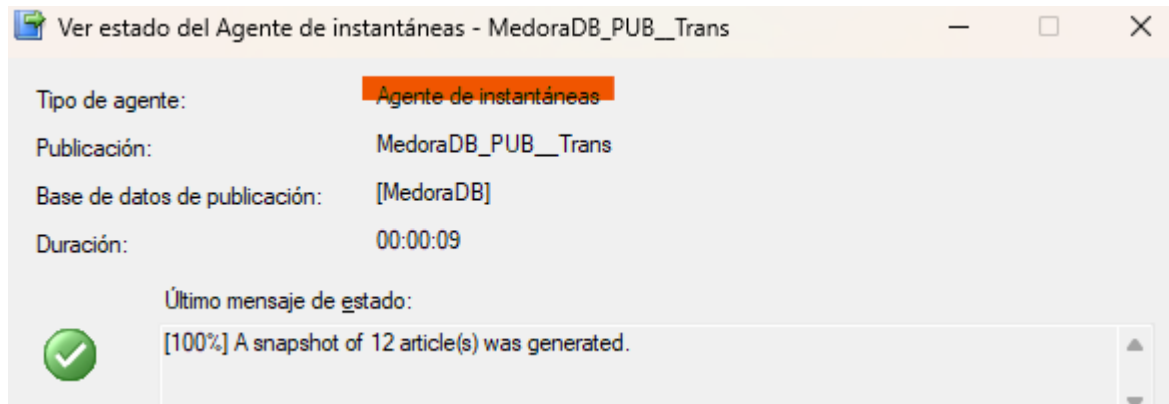 Ver estado del Agente de instantáneas - MedoraDB_PUB__Trans
Tipo de agente: Agente de instantáneas
Publicación: MedoraDB_PUB__Trans
Base de datos de publicación: [MedoraDB]
Duración: 00:00:09
Último mensaje de estado:
[100%] A snapshot of 12 article(s) was generated.